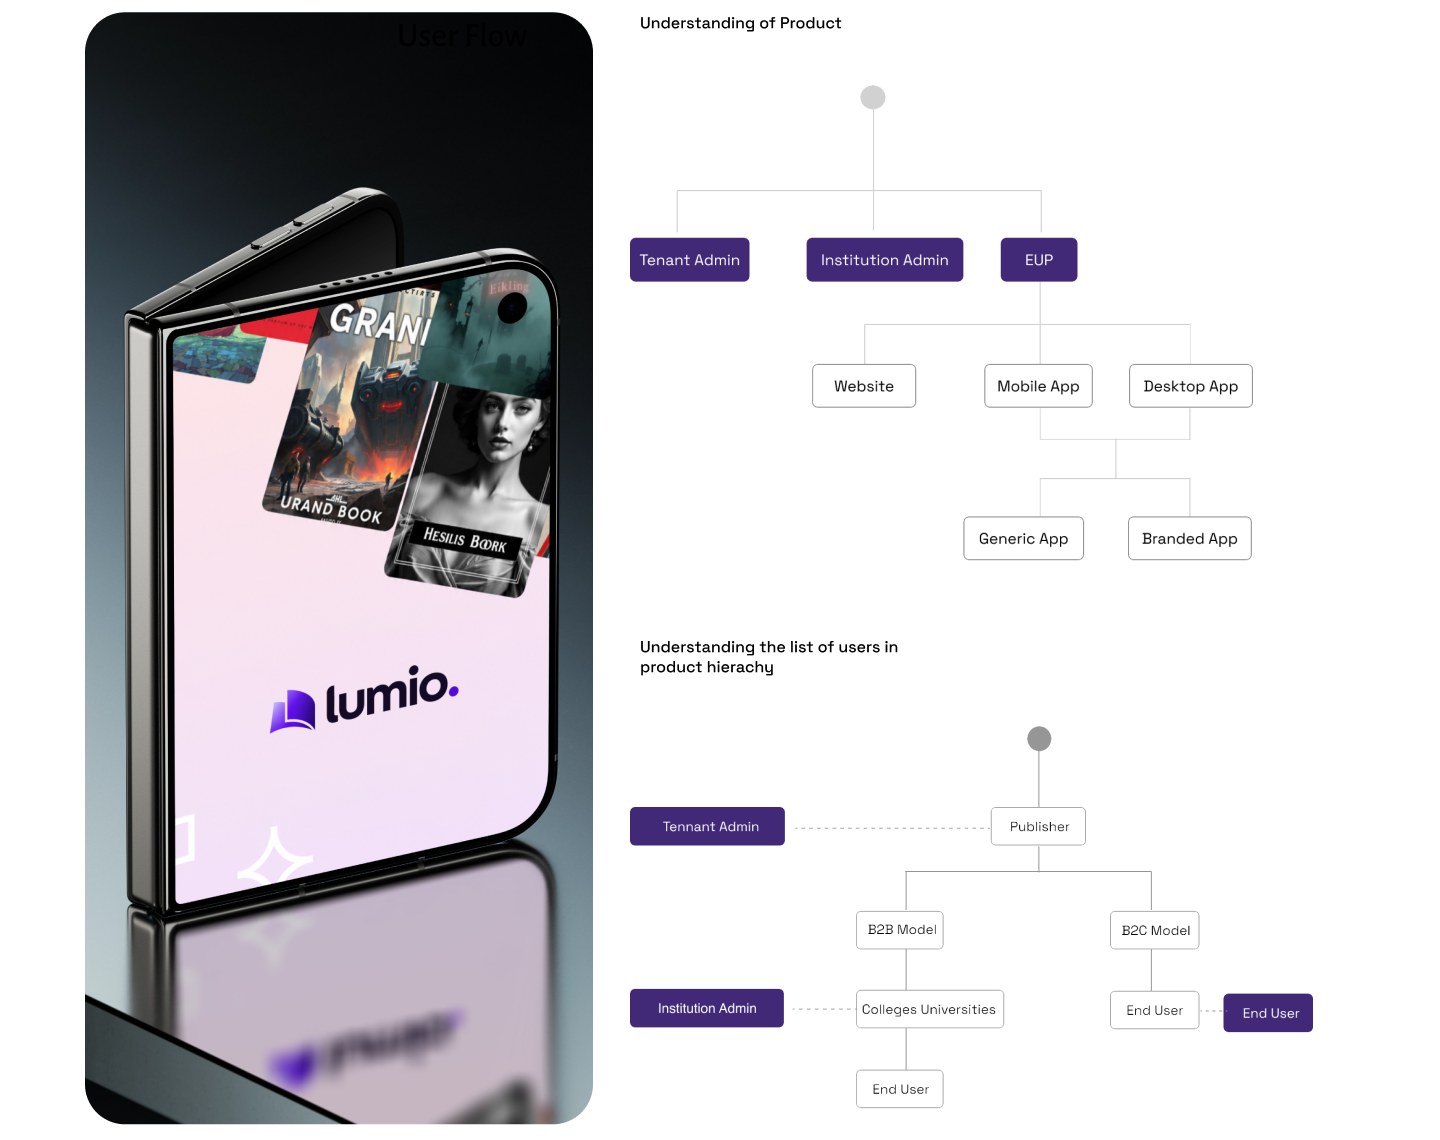 User Flow
Eikling
GRANI
URAND BOOK
HESILIS BOORK
lumio.
Understanding of Product
Tenant Admin
Institution Admin
EUP
Website
Mobile App
Desktop App
Generic App
Branded App
Understanding the list of users in
product hierachy
Tennant Admin
Publisher
B2B Model
B2C Model
Institution Admin
Colleges Universities
End User
End User
End User